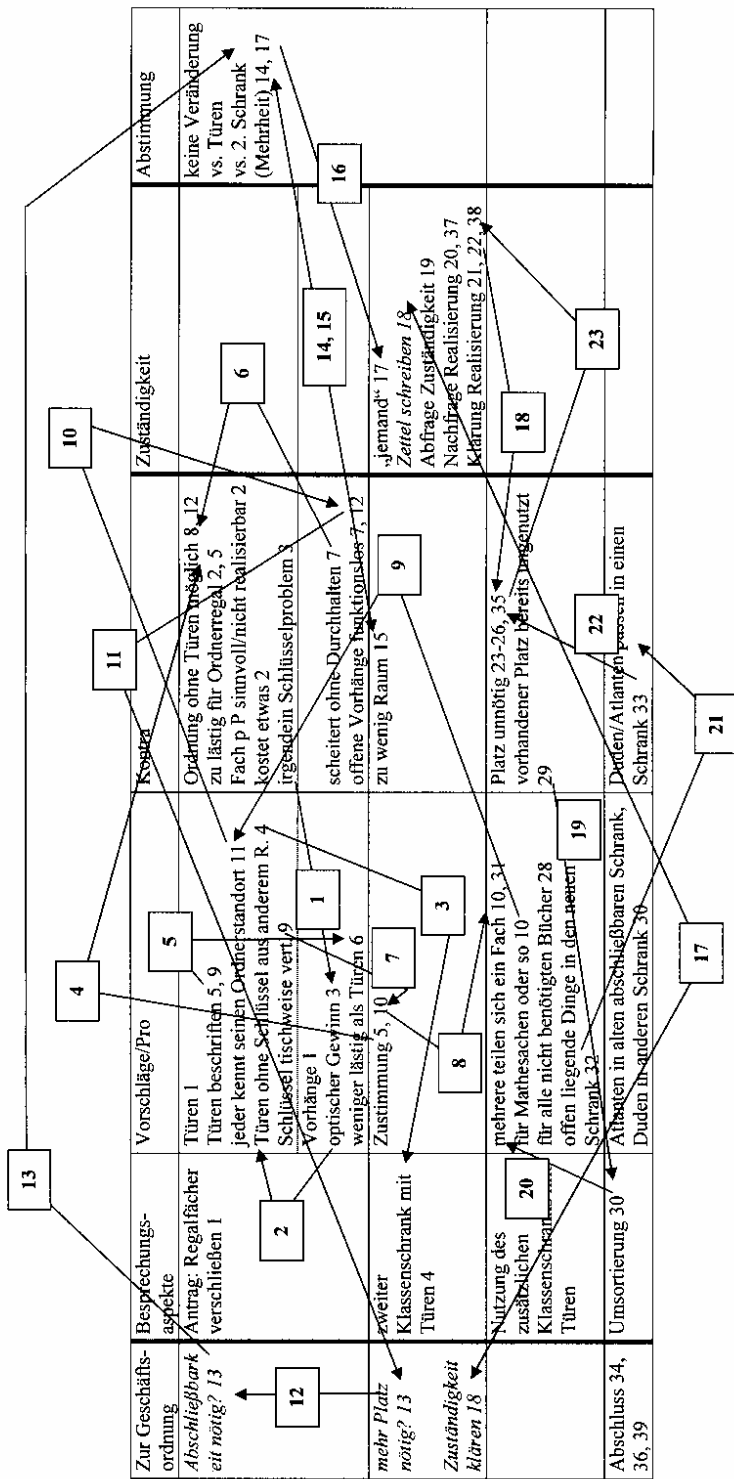 Zur Geschäfts-
ordnung
Abschließbark
eit nötig? 13
mehr Platz
nötig? 13
Zuständigkeit
klären 18
Abschluss 34,
36, 39
Besprechungs-
aspekte
Antrag: Regalfächer
verschließen 1
zweiter
Klassenschrank mit
Türen 4
Nutzung des
zusätzlichen
Klassenschranks
Türen
Umsortierung 30
Vorschläge/Pro
Türen 1
Türen beschriften 5, 9
jeder kennt seinen Ordnerstandort 11
Türen ohne Schlüssel aus anderem R. 4
Schlüssel tischweise vert. 9
Vorhänge 1
optischer Gewinn 3
weniger lästig als Türen 6
Zustimmung 5, 10
mehrere teilen sich ein Fach 10, 31
für Mathesachen oder so 10
für alle nicht benötigten Bücher 28
offen liegende Dinge in den neuen
Schrank 32
Atlanten in alten abschließbaren Schrank,
Duden in anderen Schrank 30
Kontra
Ordnung ohne Türen möglich 8, 12
zu lästig für Ordnerregal 2, 5
Fach p P sinnvoll/nicht realisierbar 2
kostet etwas 2
irgendein Schlüsselproblem 3
scheitert ohne Durchhalten 7
offene Vorhänge funktionslos 7, 12
zu wenig Raum 15
Platz unnötig 23-26, 35
vorhandener Platz bereits ungenutzt
29
Duden/Atlanten passen in einen
Schrank 33
Zuständigkeit
„jemand“ 17
Zettel schreiben 18
Abfrage Zuständigkeit 19
Nachfrage Realisierung 20, 37
Klärung Realisierung 21, 22, 38
Abstimmung
keine Veränderung
vs. Türen
vs. 2. Schrank
(Mehrheit) 14, 17
1
2
3
4
5
6
7
8
9
10
11
12
13
14, 15
16
17
18
19
20
21
22
23